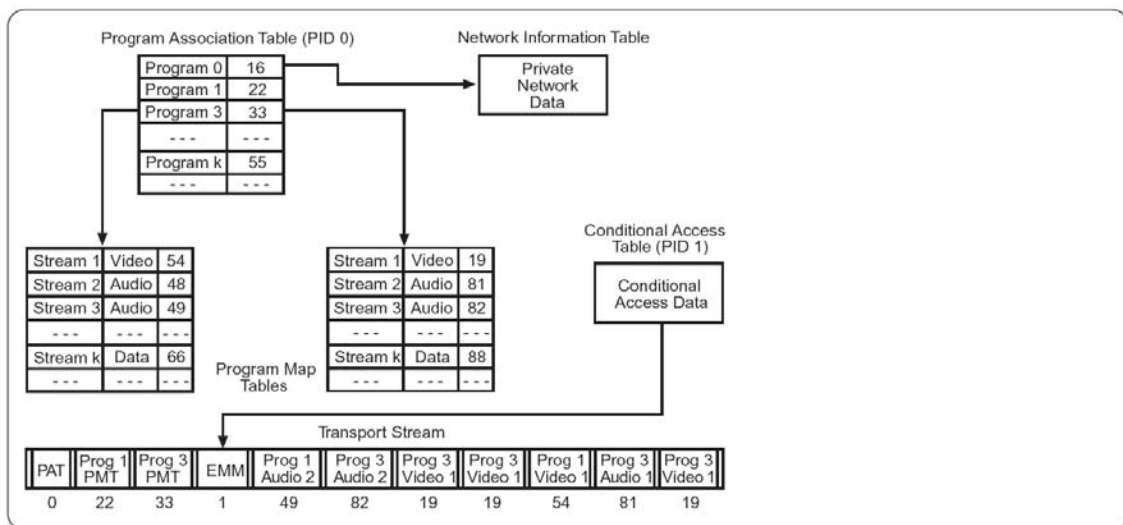 Program Association Table (PID 0)
Network Information Table
Program 0 16
Program 1 22
Program 3 33
--- ---
Program k 55
--- ---
Private
Network
Data
Conditional Access
Table (PID 1)
Conditional
Access Data
Stream 1 Video 54
Stream 2 Audio 48
Stream 3 Audio 49
--- --- ---
Stream k Data 66
--- --- ---
Stream 1 Video 19
Stream 2 Audio 81
Stream 3 Audio 82
--- --- ---
Stream k Data 88
--- --- ---
Program Map
Tables
Transport Stream
PAT
Prog 1
PMT
Prog 3
PMT
EMM
Prog 1
Audio 2
Prog 3
Audio 2
Prog 3
Video 1
Prog 3
Video 1
Prog 1
Video 1
Prog 3
Audio 1
Prog 3
Video 1
0 22 33 1 49 82 19 19 54 81 19